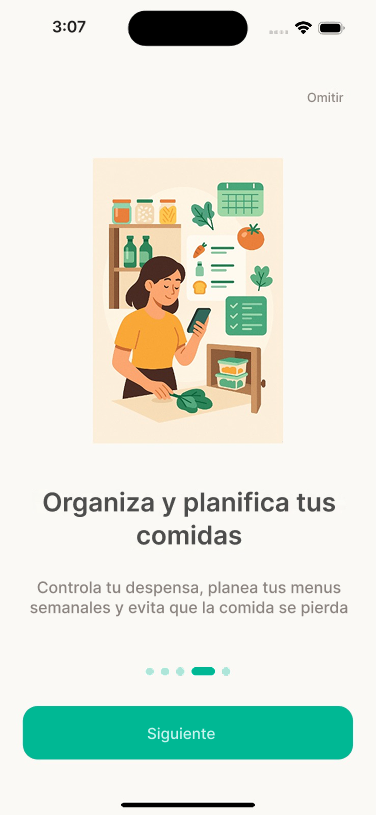 3:07
Omitir
Organiza y planifica tus
comidas
Controla tu despensa, planea tus menus
semanales y evita que la comida se pierda
Siguiente